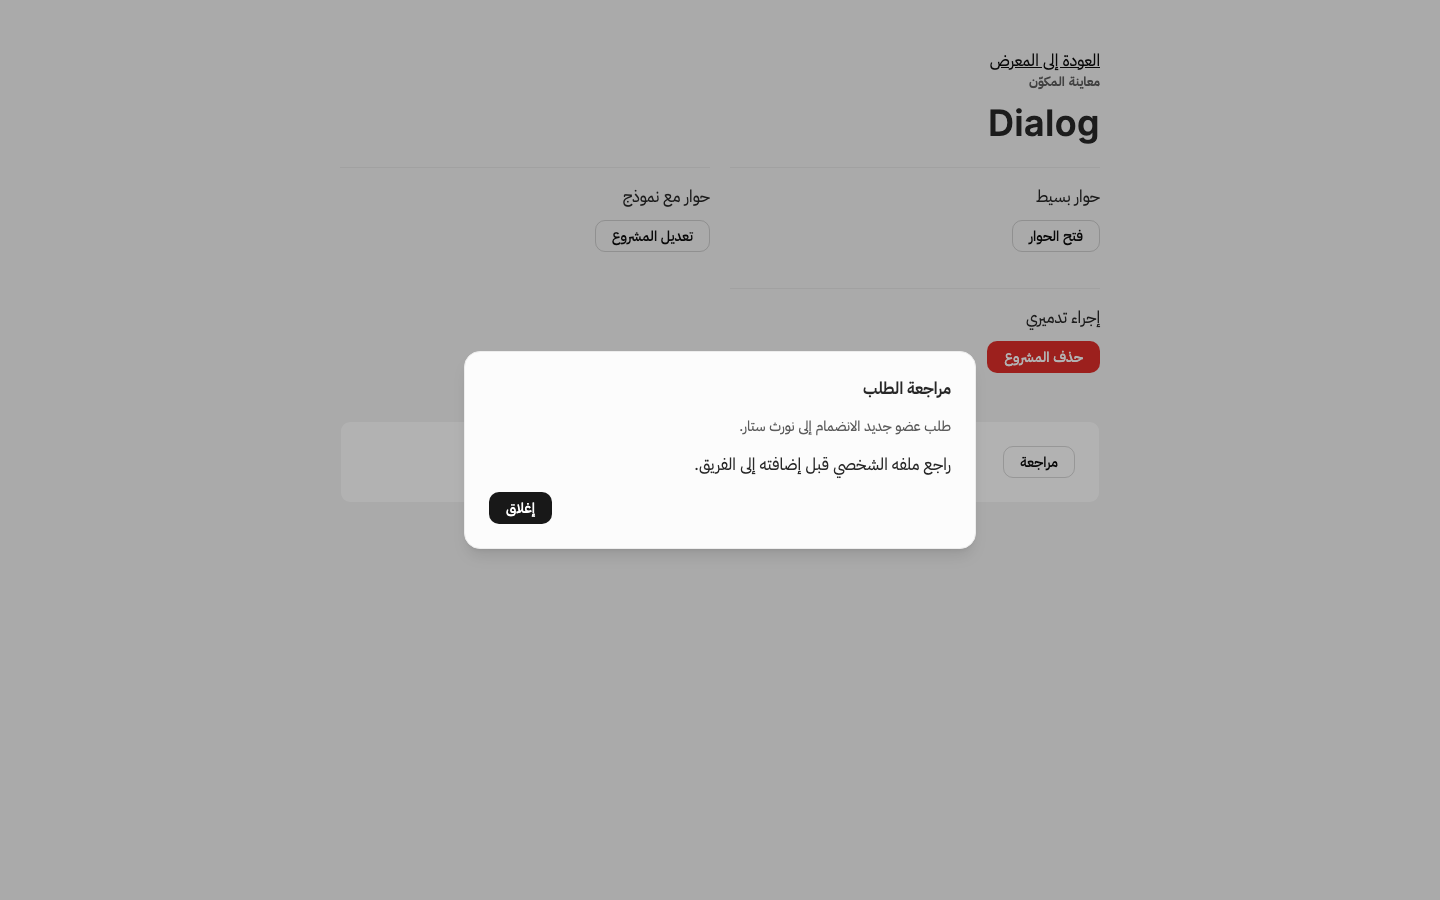 العودة إلى المعرض
معاينة المكوّن
Dialog
حوار بسيط
فتح الحوار
حوار مع نموذج
تعديل المشروع
إجراء تدميري
حذف المشروع
مراجعة
مراجعة الطلب
طلب عضو جديد الانضمام إلى نورث ستار.
راجع ملفه الشخصي قبل إضافته إلى الفريق.
إغلاق